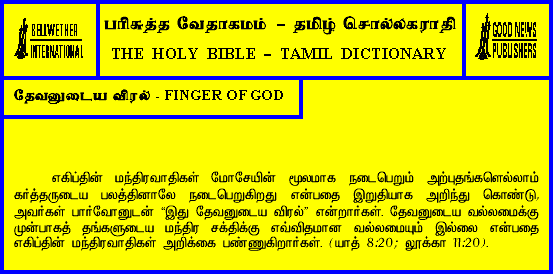 BELLWETHER
INTERNATIONAL
பரிசுத்த வேதாகமம் – தமிழ் சொல்லகராதி
THE HOLY BIBLE – TAMIL DICTIONARY
GOOD NEWS
PUBLISHERS
தேவனுடைய விரல் - FINGER OF GOD
எகிப்தின் மந்திரவாதிகள் மோசேயின் மூலமாக நடைபெறும் அற்புதங்களெல்லாம்
கர்த்தருடைய பலத்தினாலே நடைபெறுகிறது என்பதை இறுதியாக அறிந்து கொண்டு,
அவர்கள் பார்வோனுடன் “இது தேவனுடைய விரல்” என்றார்கள். தேவனுடைய வல்லமைக்கு
முன்பாகத் தங்களுடைய மந்திர சக்திக்கு எவ்விதமான வல்லமையும் இல்லை என்பதை
எகிப்தின் மந்திரவாதிகள் அறிக்கை பண்ணுகிறார்கள். (யாத் 8:20; லூக்கா 11:20).